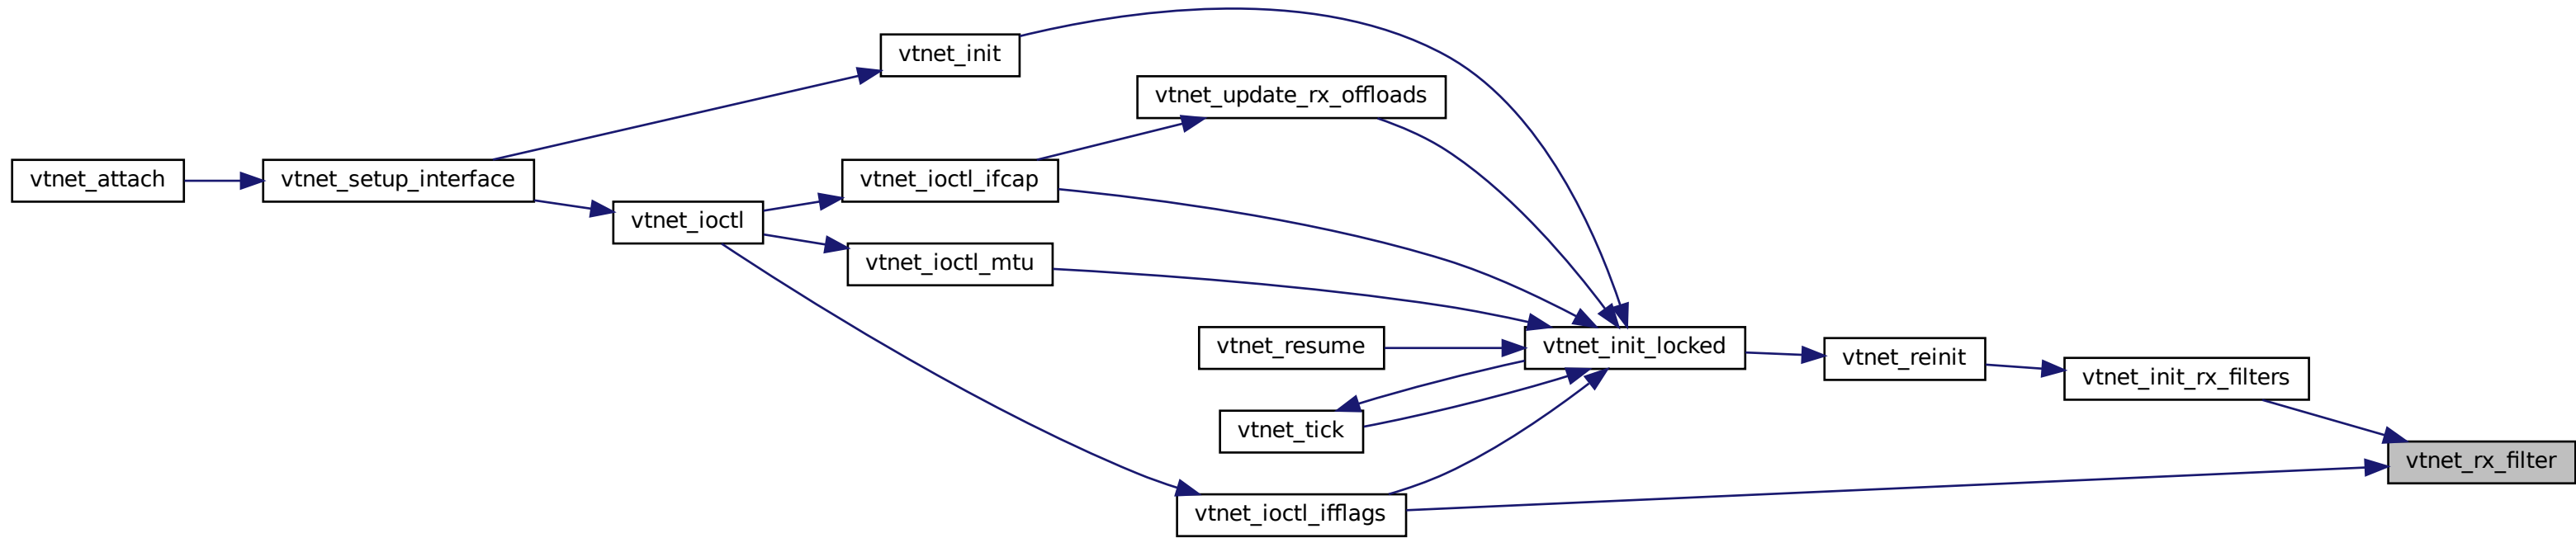 vtnet_init
vtnet_update_rx_offloads
vtnet_attach
vtnet_setup_interface
vtnet_ioctl_ifcap
vtnet_ioctl
vtnet_ioctl_mtu
vtnet_resume
vtnet_init_locked
vtnet_reinit
vtnet_init_rx_filters
vtnet_tick
vtnet_rx_filter
vtnet_ioctl_ifflags